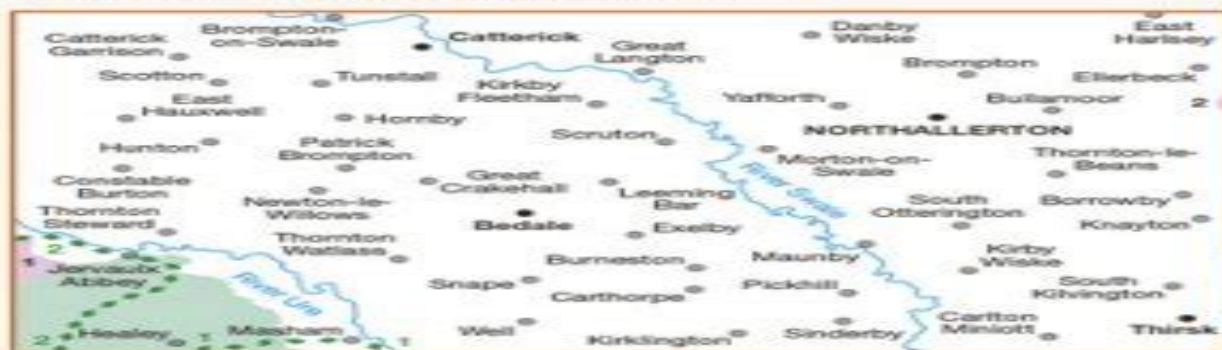 Brompton-
on-Swale
Catterick
Garrison
Catterick
Great
Langton
Danby
Wiske
East
Harlsey
Scotton
Tunstall
Kirkby
Fleetham
Brompton
Ellerbeck
East
Hauxwell
Hornby
Yafforth
Bullamoor
2
Scruton
NORTHALLERTON
Hunton
Patrick
Brompton
Morton-on-
Swale
Thornton-le-
Beans
Constable
Burton
Great
Crakehall
Leeming
Bar
River Swale
South
Otterington
Borrowby
Newton-le-
Willows
Thornton
Steward
Bedale
Exelby
Knayton
Thornton
Watlass
Burneston
Maunby
Kirby
Wiske
2
1
Jervaulx
Abbey
River Ure
Snape
Carthorpe
Pickhill
South
Kilvington
2
Healey
1
Masham
1
Well
Kirklington
Sinderby
Carlton
Miniott
Thirsk